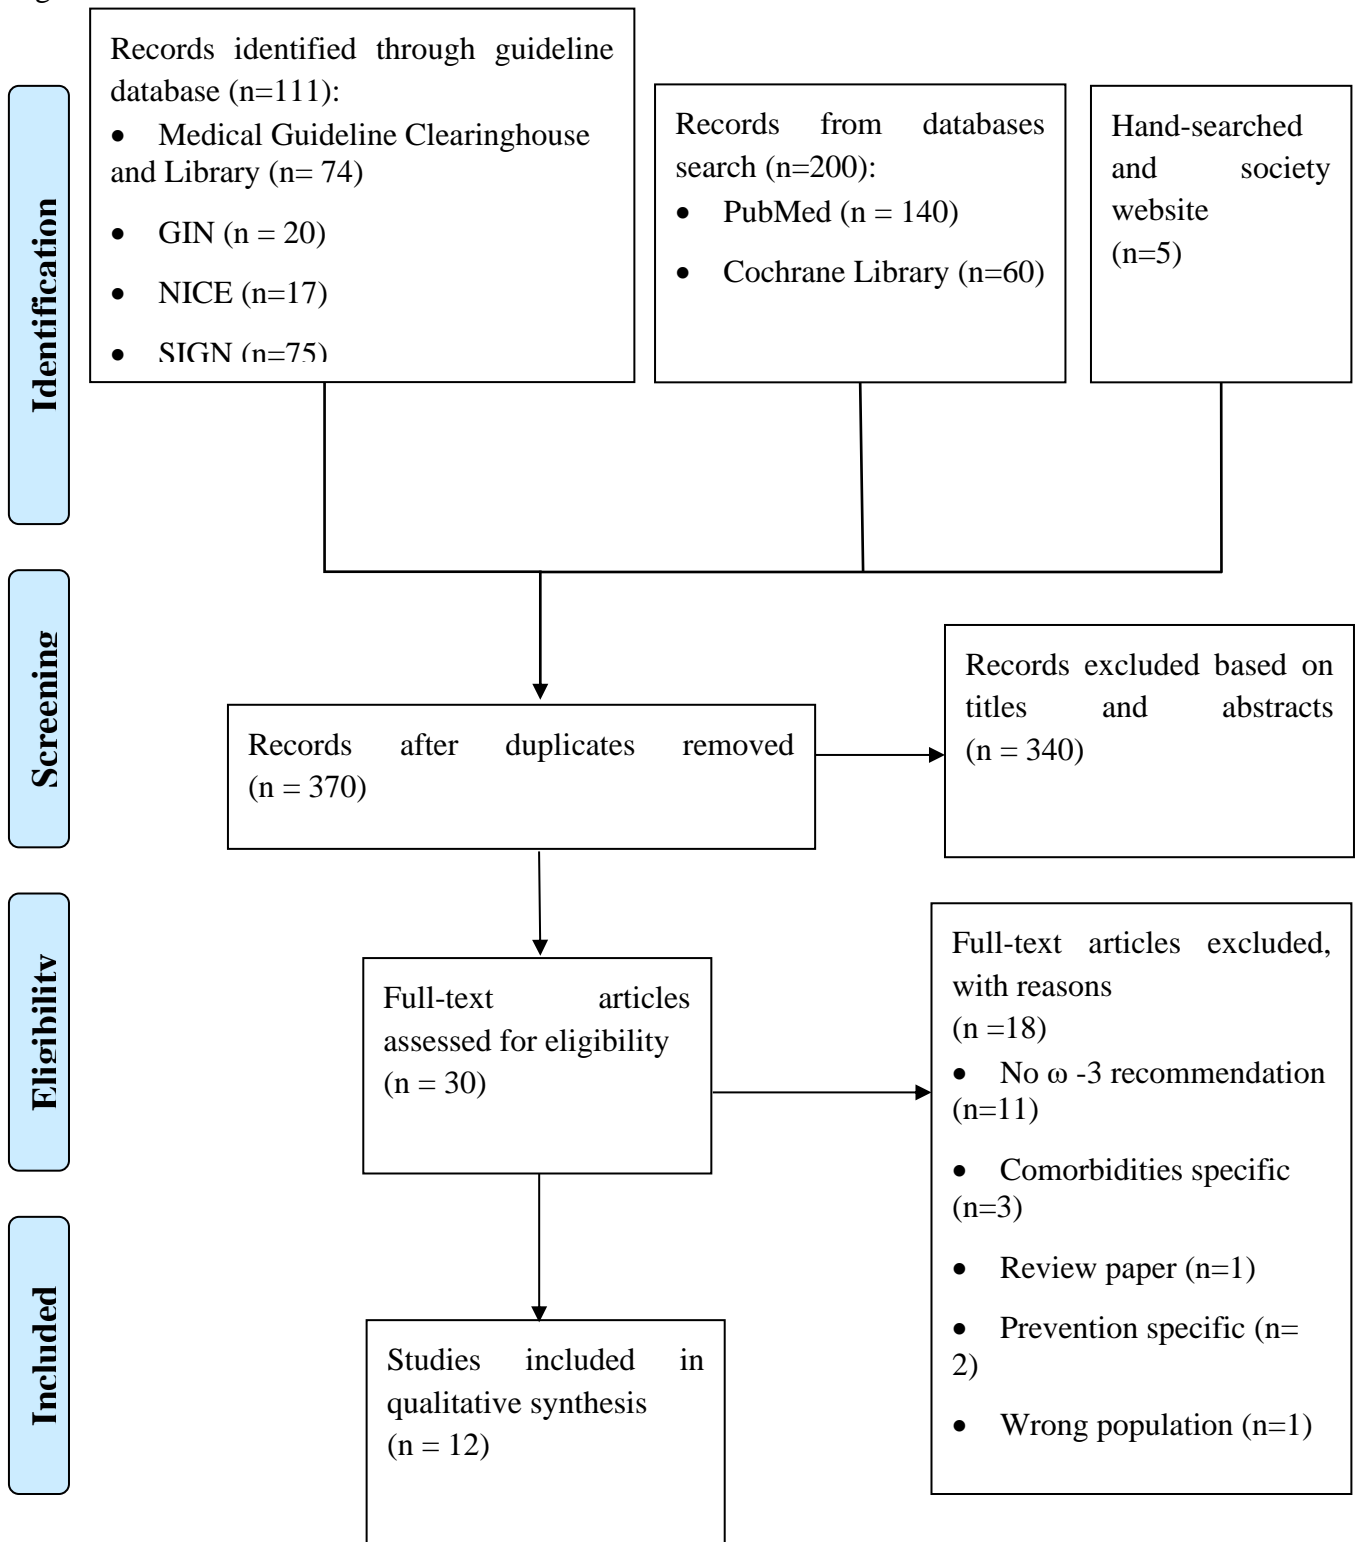 Records identified through guideline
database (n=111):
• Medical Guideline Clearinghouse
and Library (n= 74)
• GIN (n = 20)
• NICE (n=17)
• SIGN (n=75)
Records from databases
search (n=200):
• PubMed (n = 140)
• Cochrane Library (n=60)
Hand-searched
and society
website
(n=5)
Identification
Screening
Records after duplicates removed
(n = 370)
Records excluded based on
titles and abstracts
(n = 340)
Eligibility
Full-text articles
assessed for eligibility
(n = 30)
Full-text articles excluded,
with reasons
(n =18)
• No ω -3 recommendation
(n=11)
• Comorbidities specific
(n=3)
• Review paper (n=1)
• Prevention specific (n=
2)
• Wrong population (n=1)
Included
Studies included in
qualitative synthesis
(n = 12)